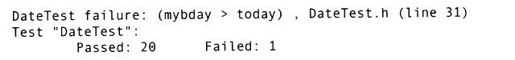 DateTest failure: (mybday > today) , DateTest.h (line 31)
Test "DateTest":
Passed: 20 Failed: 1